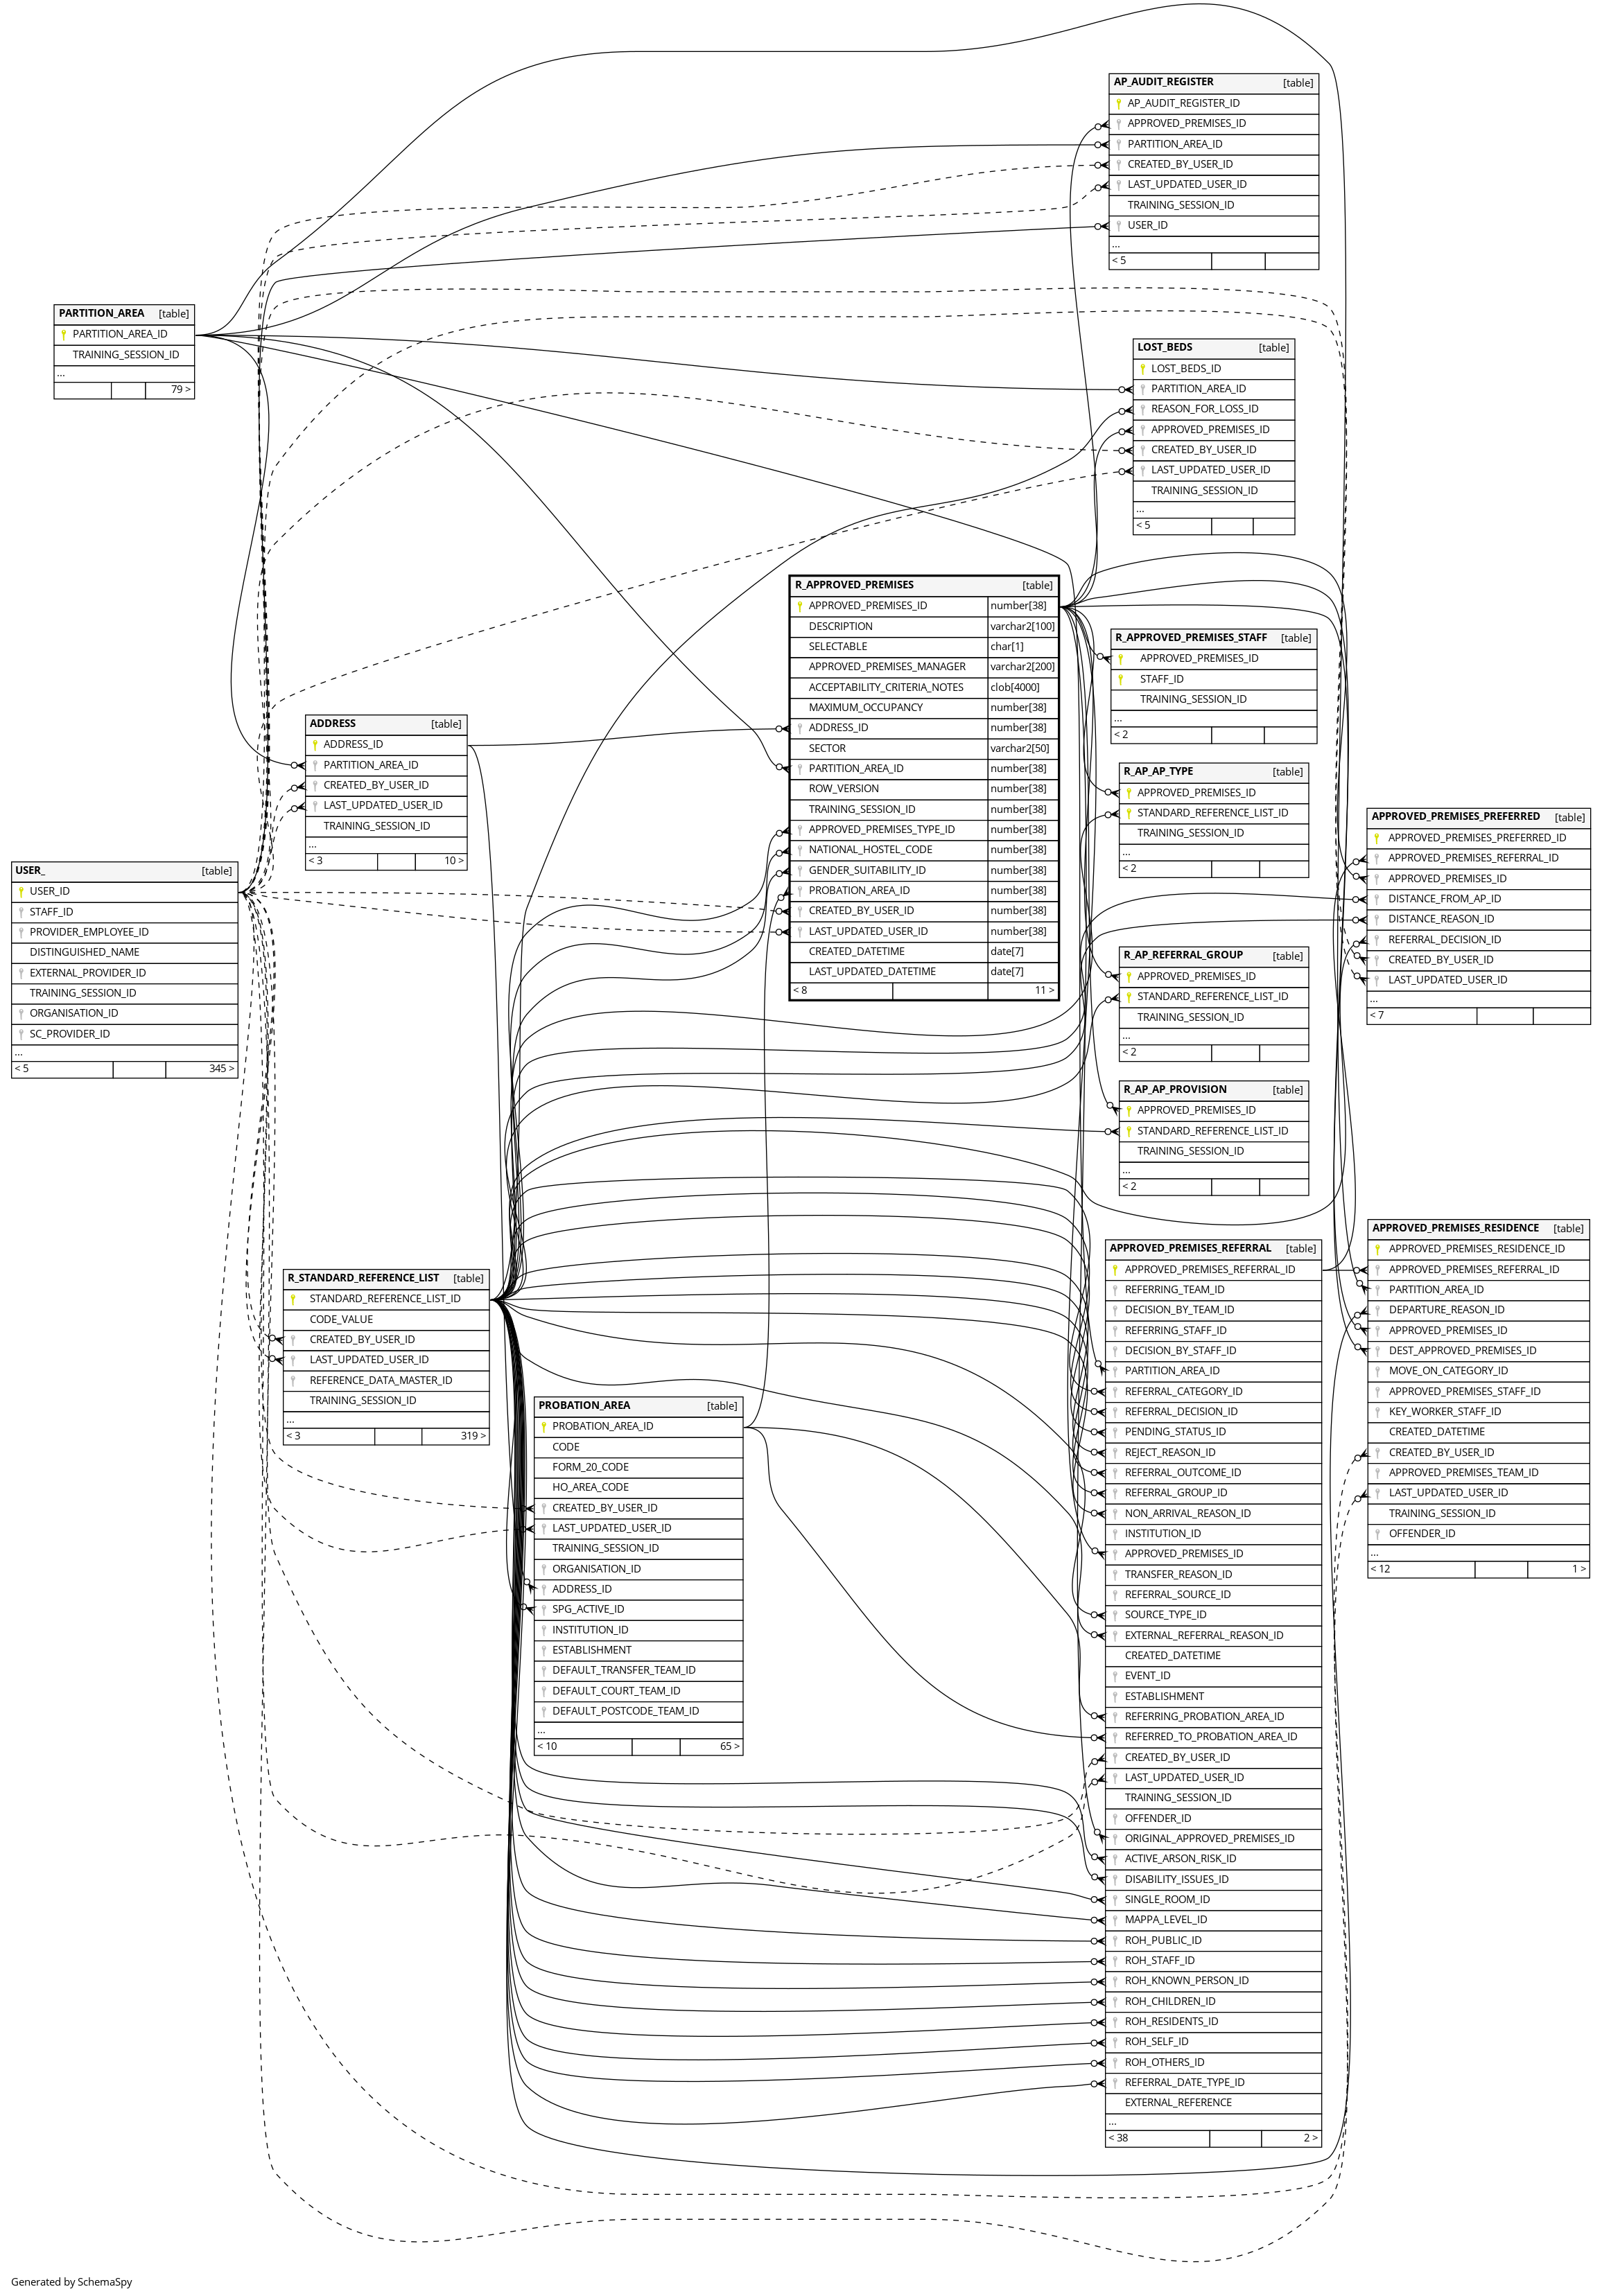 AP_AUDIT_REGISTER [table]
AP_AUDIT_REGISTER_ID
APPROVED_PREMISES_ID
PARTITION_AREA_ID
CREATED_BY_USER_ID
LAST_UPDATED_USER_ID
TRAINING_SESSION_ID
USER_ID
...
< 5
PARTITION_AREA [table]
PARTITION_AREA_ID
TRAINING_SESSION_ID
...
79 >
LOST_BEDS [table]
LOST_BEDS_ID
PARTITION_AREA_ID
REASON_FOR_LOSS_ID
APPROVED_PREMISES_ID
CREATED_BY_USER_ID
LAST_UPDATED_USER_ID
TRAINING_SESSION_ID
...
< 5
R_APPROVED_PREMISES [table]
APPROVED_PREMISES_ID number[38]
DESCRIPTION varchar2[100]
SELECTABLE char[1]
APPROVED_PREMISES_MANAGER varchar2[200]
ACCEPTABILITY_CRITERIA_NOTES clob[4000]
MAXIMUM_OCCUPANCY number[38]
ADDRESS_ID number[38]
SECTOR varchar2[50]
PARTITION_AREA_ID number[38]
ROW_VERSION number[38]
TRAINING_SESSION_ID number[38]
APPROVED_PREMISES_TYPE_ID number[38]
NATIONAL_HOSTEL_CODE number[38]
GENDER_SUITABILITY_ID number[38]
PROBATION_AREA_ID number[38]
CREATED_BY_USER_ID number[38]
LAST_UPDATED_USER_ID number[38]
CREATED_DATETIME date[7]
LAST_UPDATED_DATETIME date[7]
< 8 11 >
R_APPROVED_PREMISES_STAFF [table]
APPROVED_PREMISES_ID
STAFF_ID
TRAINING_SESSION_ID
...
< 2
ADDRESS [table]
ADDRESS_ID
PARTITION_AREA_ID
CREATED_BY_USER_ID
LAST_UPDATED_USER_ID
TRAINING_SESSION_ID
...
< 3 10 >
R_AP_AP_TYPE [table]
APPROVED_PREMISES_ID
STANDARD_REFERENCE_LIST_ID
TRAINING_SESSION_ID
...
< 2
APPROVED_PREMISES_PREFERRED [table]
APPROVED_PREMISES_PREFERRED_ID
APPROVED_PREMISES_REFERRAL_ID
APPROVED_PREMISES_ID
DISTANCE_FROM_AP_ID
DISTANCE_REASON_ID
REFERRAL_DECISION_ID
CREATED_BY_USER_ID
LAST_UPDATED_USER_ID
...
< 7
USER_ [table]
USER_ID
STAFF_ID
PROVIDER_EMPLOYEE_ID
DISTINGUISHED_NAME
EXTERNAL_PROVIDER_ID
TRAINING_SESSION_ID
ORGANISATION_ID
SC_PROVIDER_ID
...
< 5 345 >
R_AP_REFERRAL_GROUP [table]
APPROVED_PREMISES_ID
STANDARD_REFERENCE_LIST_ID
TRAINING_SESSION_ID
...
< 2
R_AP_AP_PROVISION [table]
APPROVED_PREMISES_ID
STANDARD_REFERENCE_LIST_ID
TRAINING_SESSION_ID
...
< 2
APPROVED_PREMISES_RESIDENCE [table]
APPROVED_PREMISES_RESIDENCE_ID
APPROVED_PREMISES_REFERRAL_ID
PARTITION_AREA_ID
DEPARTURE_REASON_ID
APPROVED_PREMISES_ID
DEST_APPROVED_PREMISES_ID
MOVE_ON_CATEGORY_ID
APPROVED_PREMISES_STAFF_ID
KEY_WORKER_STAFF_ID
CREATED_DATETIME
CREATED_BY_USER_ID
APPROVED_PREMISES_TEAM_ID
LAST_UPDATED_USER_ID
TRAINING_SESSION_ID
OFFENDER_ID
...
< 12 1 >
APPROVED_PREMISES_REFERRAL [table]
APPROVED_PREMISES_REFERRAL_ID
REFERRING_TEAM_ID
DECISION_BY_TEAM_ID
REFERRING_STAFF_ID
DECISION_BY_STAFF_ID
PARTITION_AREA_ID
REFERRAL_CATEGORY_ID
REFERRAL_DECISION_ID
PENDING_STATUS_ID
REJECT_REASON_ID
REFERRAL_OUTCOME_ID
REFERRAL_GROUP_ID
NON_ARRIVAL_REASON_ID
INSTITUTION_ID
APPROVED_PREMISES_ID
TRANSFER_REASON_ID
REFERRAL_SOURCE_ID
SOURCE_TYPE_ID
EXTERNAL_REFERRAL_REASON_ID
CREATED_DATETIME
EVENT_ID
ESTABLISHMENT
REFERRING_PROBATION_AREA_ID
REFERRED_TO_PROBATION_AREA_ID
CREATED_BY_USER_ID
LAST_UPDATED_USER_ID
TRAINING_SESSION_ID
OFFENDER_ID
ORIGINAL_APPROVED_PREMISES_ID
ACTIVE_ARSON_RISK_ID
DISABILITY_ISSUES_ID
SINGLE_ROOM_ID
MAPPA_LEVEL_ID
ROH_PUBLIC_ID
ROH_STAFF_ID
ROH_KNOWN_PERSON_ID
ROH_CHILDREN_ID
ROH_RESIDENTS_ID
ROH_SELF_ID
ROH_OTHERS_ID
REFERRAL_DATE_TYPE_ID
EXTERNAL_REFERENCE
...
< 38 2 >
R_STANDARD_REFERENCE_LIST [table]
STANDARD_REFERENCE_LIST_ID
CODE_VALUE
CREATED_BY_USER_ID
LAST_UPDATED_USER_ID
REFERENCE_DATA_MASTER_ID
TRAINING_SESSION_ID
...
< 3 319 >
PROBATION_AREA [table]
PROBATION_AREA_ID
CODE
FORM_20_CODE
HO_AREA_CODE
CREATED_BY_USER_ID
LAST_UPDATED_USER_ID
TRAINING_SESSION_ID
ORGANISATION_ID
ADDRESS_ID
SPG_ACTIVE_ID
INSTITUTION_ID
ESTABLISHMENT
DEFAULT_TRANSFER_TEAM_ID
DEFAULT_COURT_TEAM_ID
DEFAULT_POSTCODE_TEAM_ID
...
< 10 65 >
Generated by SchemaSpy